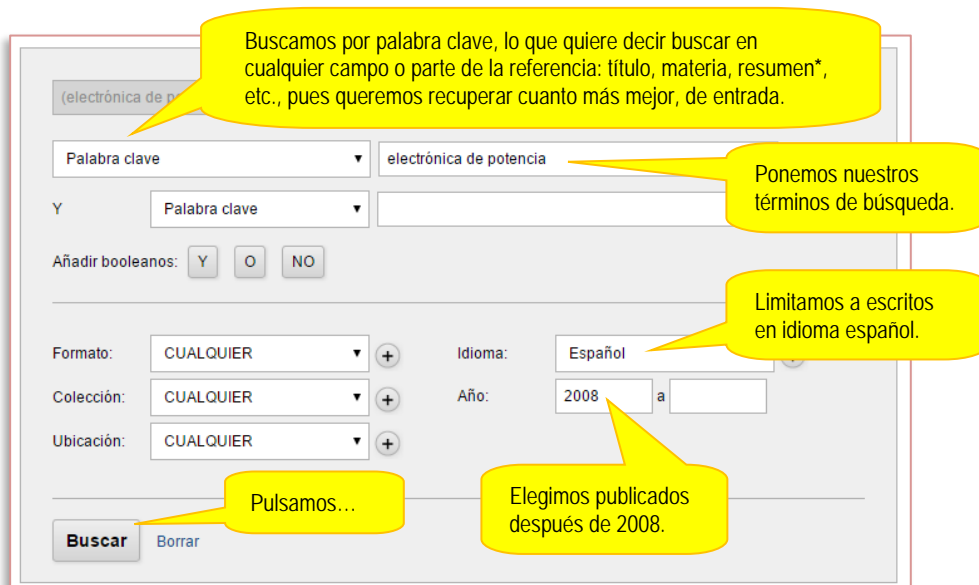 Buscamos por palabra clave, lo que quiere decir buscar en
cualquier campo o parte de la referencia: título, materia, resumen*,
etc., pues queremos recuperar cuanto más mejor, de entrada.
(electrónica de
Palabra clave
electrónica de potencia
Ponemos nuestros
términos de búsqueda.
Y
Palabra clave
Añadir booleanos:
Y
O
NO
Limitamos a escritos
en idioma español.
Formato:
CUALQUIER
Idioma:
Español
Colección:
CUALQUIER
Año:
2008
a
Ubicación:
CUALQUIER
Elegimos publicados
después de 2008.
Pulsamos…
Buscar
Borrar